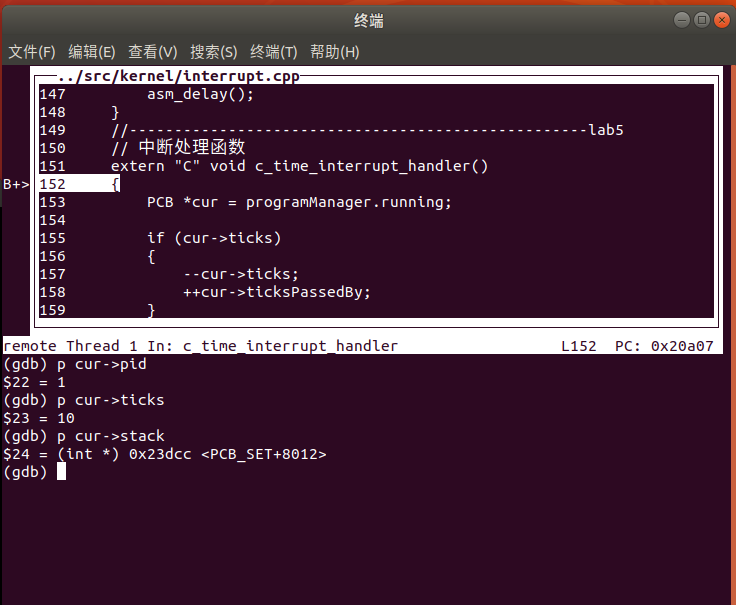 终端
文件(F) 编辑(E) 查看(V) 搜索(S) 终端(T) 帮助(H)
../src/kernel/interrupt.cpp
147         asm_delay();
148     }
149     //---------------------------------------------------lab5
150     // 中断处理函数
151     extern "C" void c_time_interrupt_handler()
B+> 152     {
153         PCB *cur = programManager.running;
154
155         if (cur->ticks)
156         {
157             --cur->ticks;
158             ++cur->ticksPassedBy;
159         }
remote Thread 1 In: c_time_interrupt_handler L152 PC: 0x20a07
(gdb) p cur->pid
$22 = 1
(gdb) p cur->ticks
$23 = 10
(gdb) p cur->stack
$24 = (int *) 0x23dcc <PCB_SET+8012>
(gdb)